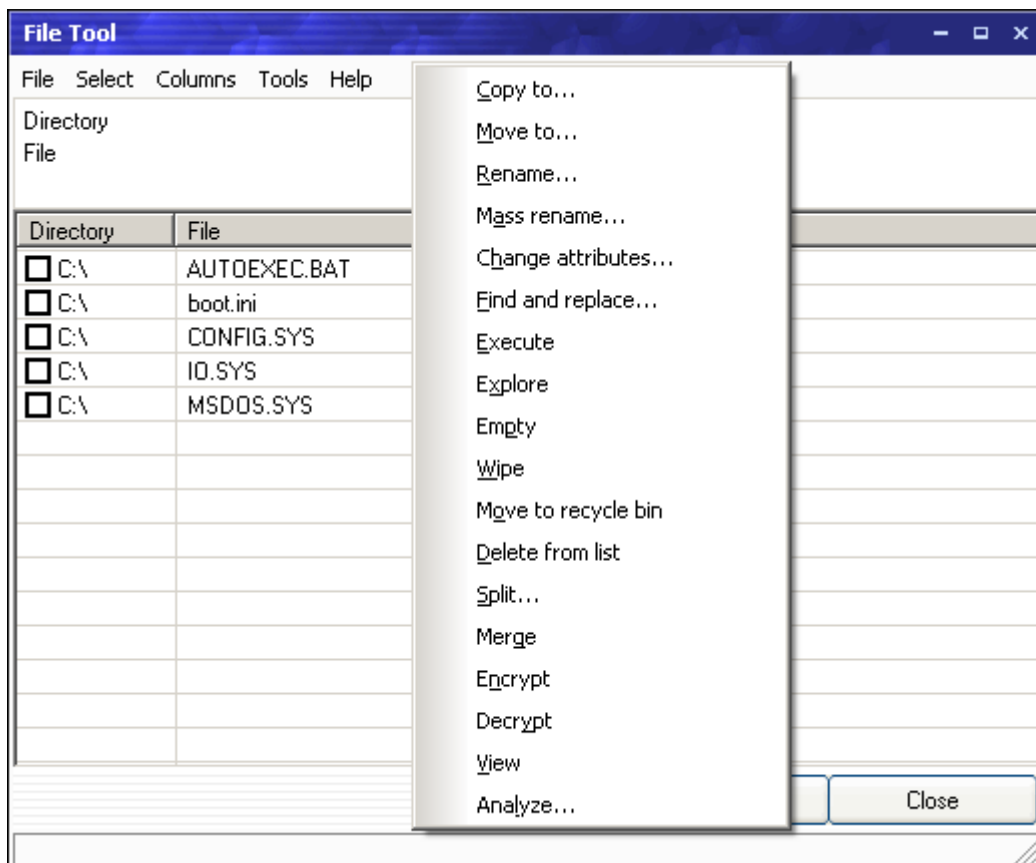 File Tool
File Select Columns Tools Help
Directory
File
Directory File
C:\ AUTOEXEC.BAT
C:\ boot.ini
C:\ CONFIG.SYS
C:\ IO.SYS
C:\ MSDOS.SYS
Copy to...
Move to...
Rename...
Mass rename...
Change attributes...
Find and replace...
Execute
Explore
Empty
Wipe
Move to recycle bin
Delete from list
Split...
Merge
Encrypt
Decrypt
View
Analyze...
Close